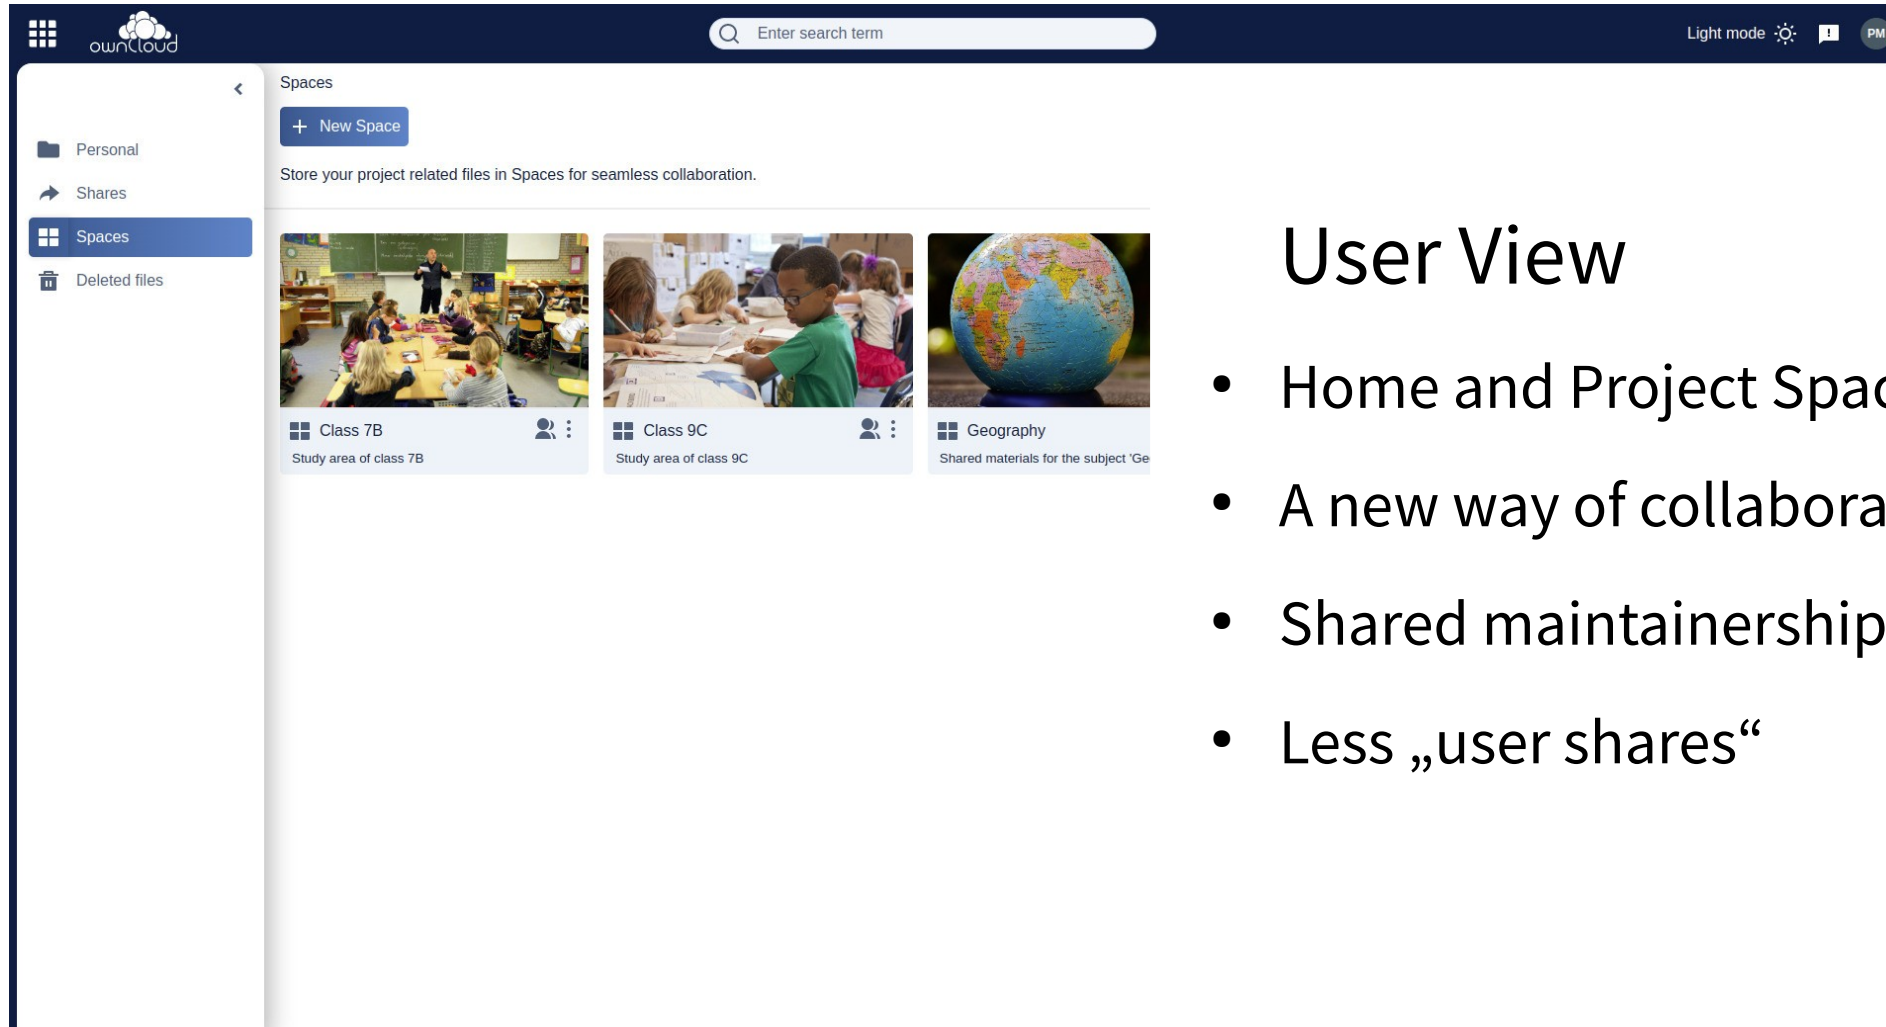 ownCloud
Enter search term
Light mode
PM
Spaces
New Space
Personal
Store your project related files in Spaces for seamless collaboration.
Shares
Spaces
Deleted files
Class 7B
Study area of class 7B
Class 9C
Study area of class 9C
Geography
Shared materials for the subject 'Ge
User View
• Home and Project Spac
• A new way of collabora
• Shared maintainership
• Less „user shares“